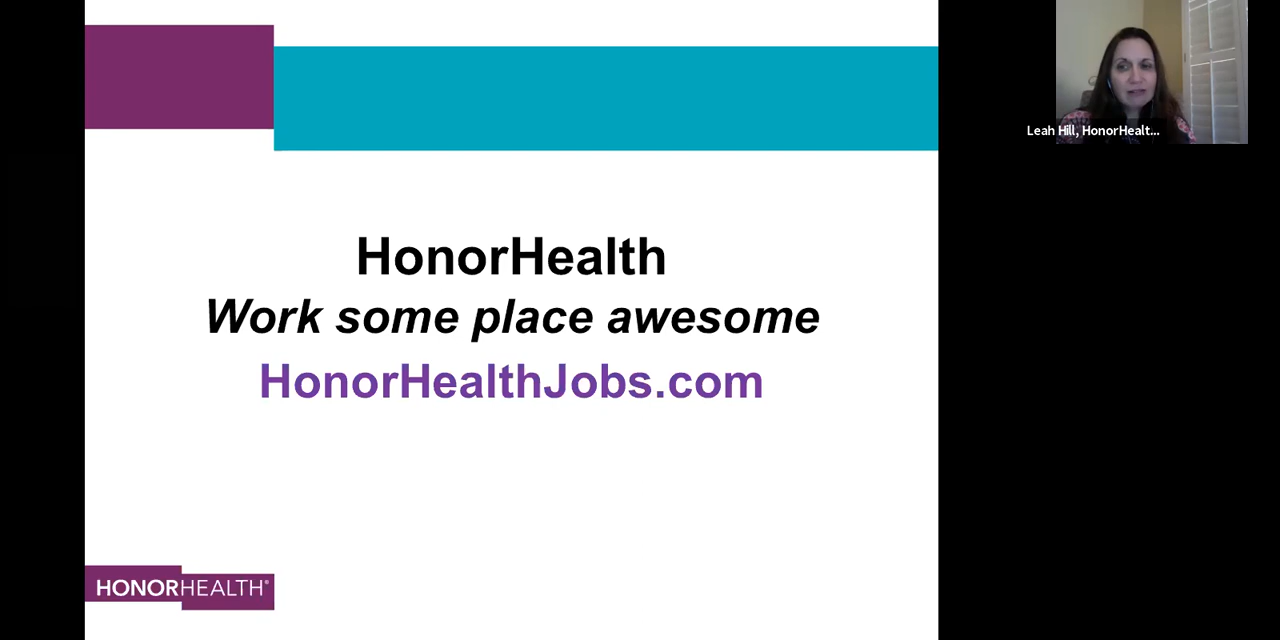 Leah Hill, HonorHealt...
HonorHealth
Work some place awesome
HonorHealthJobs.com
HONORHEALTH®